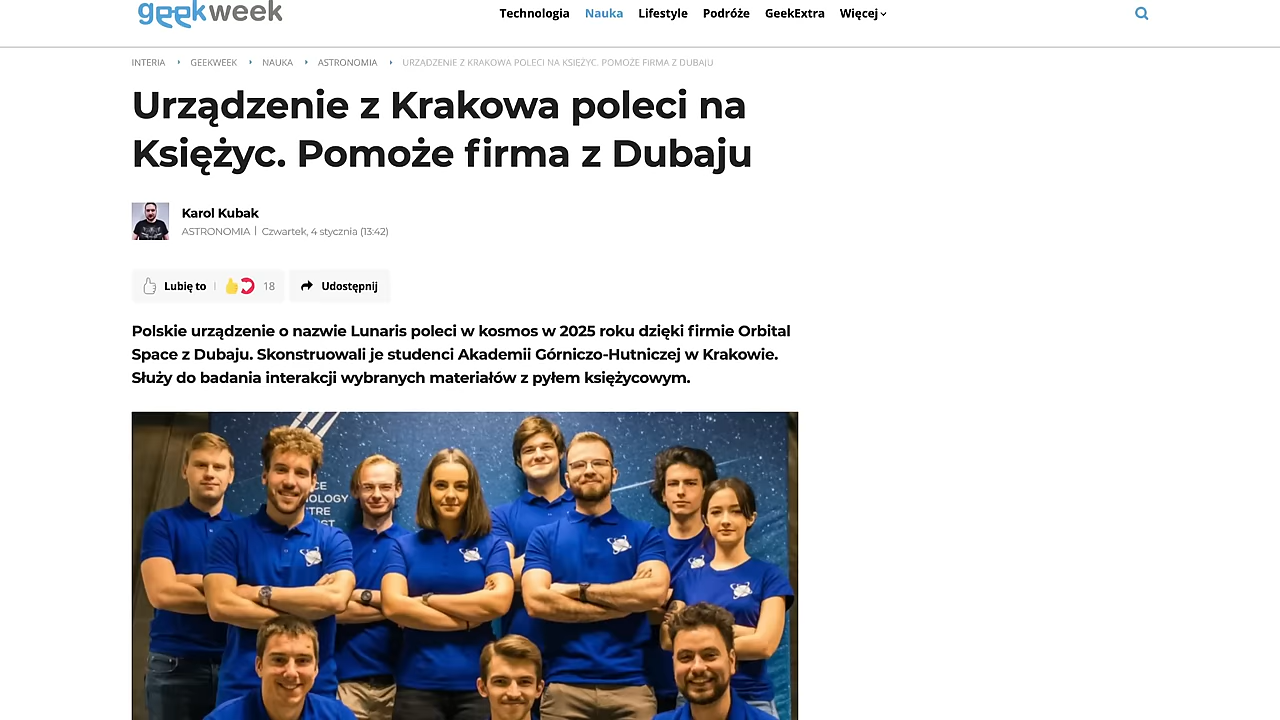 geekweek
Technologia Nauka Lifestyle Podróże GeekExtra Więcej
INTERIA GEEKWEEK NAUKA ASTRONOMIA URZĄDZENIE Z KRAKOWA POLECI NA KSIĘŻYC. POMOŻE FIRMA Z DUBAJU
Urządzenie z Krakowa poleci na
Księżyc. Pomoże firma z Dubaju
Karol Kubak
ASTRONOMIA | Czwartek, 4 stycznia (13:42)
Lubię to | 18 Udostępnij
Polskie urządzenie o nazwie Lunaris poleci w kosmos w 2025 roku dzięki firmie Orbital
Space z Dubaju. Skonstruowali je studenci Akademii Górniczo-Hutniczej w Krakowie.
Służy do badania interakcji wybranych materiałów z pyłem księżycowym.